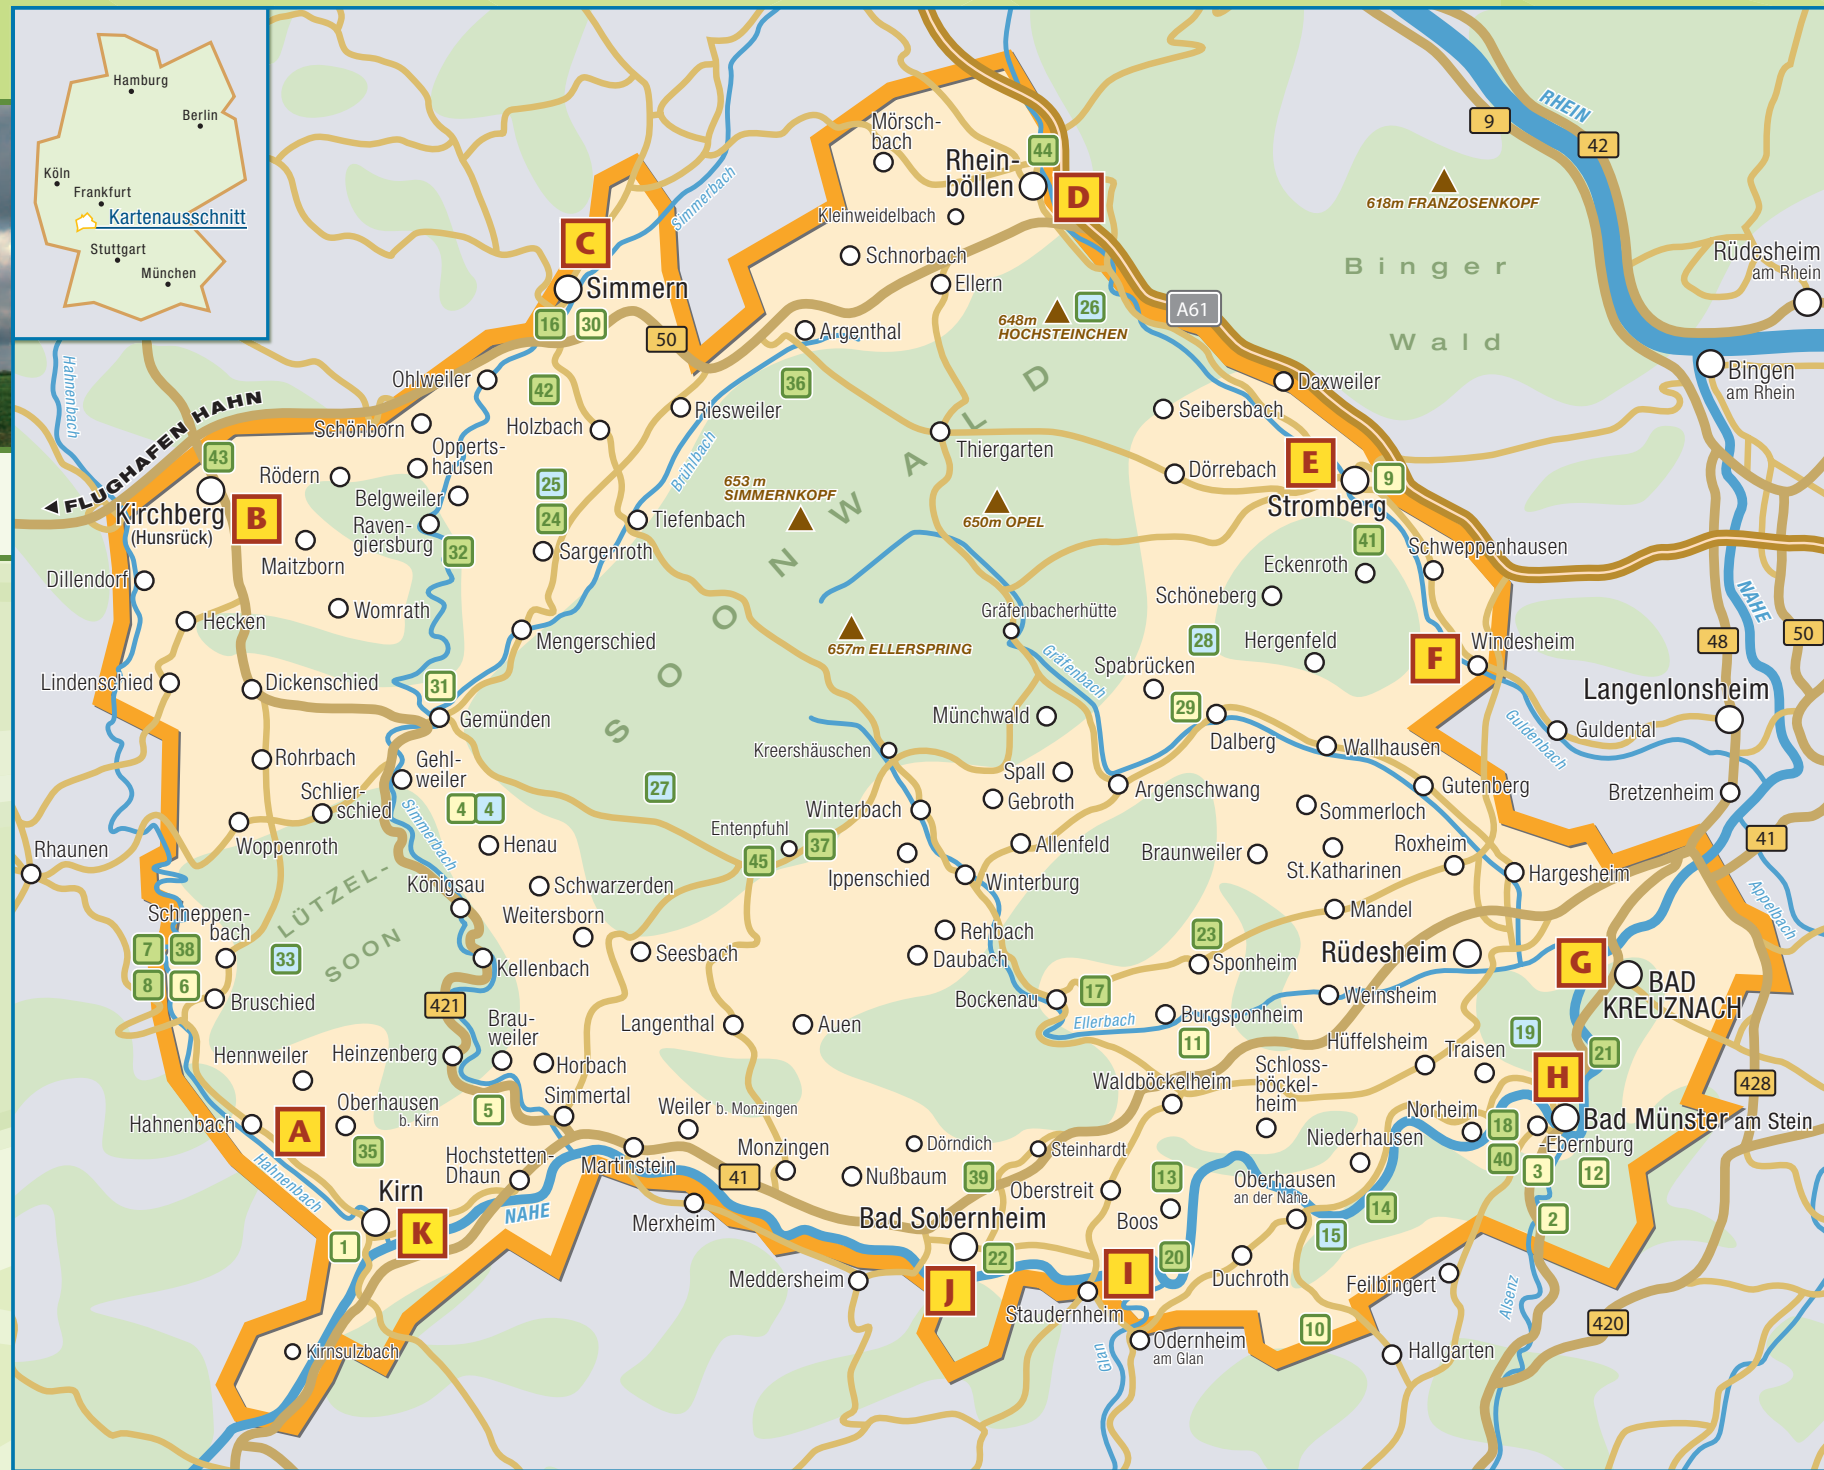 Hamburg
Berlin
Köln
Frankfurt
Kartenausschnitt
Stuttgart
München
Mörsch-
bach
Rhein-
böllen
44
D
Kleinweidelbach
Schnorbach
Ellern
Simmerbach
C
Simmern
16
30
50
Argenthal
648m
HOCHSTEINCHEN
26
A61
9
RHEIN
42
618m FRANZOSENKOPF
Binger
Wald
Rüdesheim
am Rhein
Bingen
am Rhein
Hahnenbach
FLUGHAFEN HAHN
Ohlweiler
42
36
Schönborn
Holzbach
Riesweiler
Brühlbach
Daxweiler
Seibersbach
Thiergarten
Dörrebach
E
9
Stromberg
43
Rödern
Opperts-
hausen
Belgweiler
25
24
653 m
SIMMERNKOPF
650m OPEL
Kirchberg
(Hunsrück)
B
Maitzborn
Raven-
giersburg
32
Tiefenbach
Sargenroth
41
Eckenroth
Schweppenhausen
Dillendorf
Hecken
Womrath
Mengerschied
SOONWALD
Schöneberg
Gräfenbacherhütte
Gräfenbach
657m ELLERSPRING
28
Hergenfeld
F
Windesheim
NAHE
48
50
Lindenschied
Dickenschied
31
Gemünden
Spabrücken
29
Dalberg
Münchwald
Langenlonsheim
Guldental
Guldenbach
Wallhausen
Rohrbach
Gehl-
weiler
Kreershäuschen
Spall
Gebroth
Argenschwang
Gutenberg
Bretzenheim
Schlier-
schied
4
4
Simmerbach
27
Winterbach
Sommerloch
Woppenroth
Henau
Entenpfuhl
45
37
Ippenschied
Allenfeld
Braunweiler
St.Katharinen
Roxheim
41
Rhaunen
Königsau
Schwarzerden
Winterburg
Hargesheim
Appelbach
LÜTZEL-
SOON
Schneppen-
bach
Weitersborn
Mandel
7
38
8
6
33
Kellenbach
Seesbach
Rehbach
Daubach
23
Sponheim
Rüdesheim
G
BAD
KREUZNACH
Bruschied
421
Bockenau
17
Ellerbach
Weinsheim
Burgsponheim
11
Brau-
weiler
Langenthal
Auen
19
21
Hennweiler
Heinzenberg
Horbach
Hüffelsheim
Traisen
H
428
Simmertal
Waldböckelheim
Schloss-
böckel-
heim
Hahnenbach
A
Oberhausen
b. Kirn
35
5
Weiler b. Monzingen
Norheim
18
Bad Münster am Stein
-Ebernburg
Hochstetten-
Dhaun
Martinstein
Monzingen
Dörndich
Steinhardt
Niederhausen
40
3
12
Hahnenbach
41
Nußbaum
39
Oberstreit
13
Oberhausen
an der Nahe
14
Kirn
K
NAHE
Merxheim
Bad Sobernheim
Boos
15
2
1
22
20
I
Duchroth
Feilbingert
Meddersheim
J
Staudernheim
Alsenz
Odernheim
am Glan
Glan
10
Hallgarten
420
Kirnsulzbach